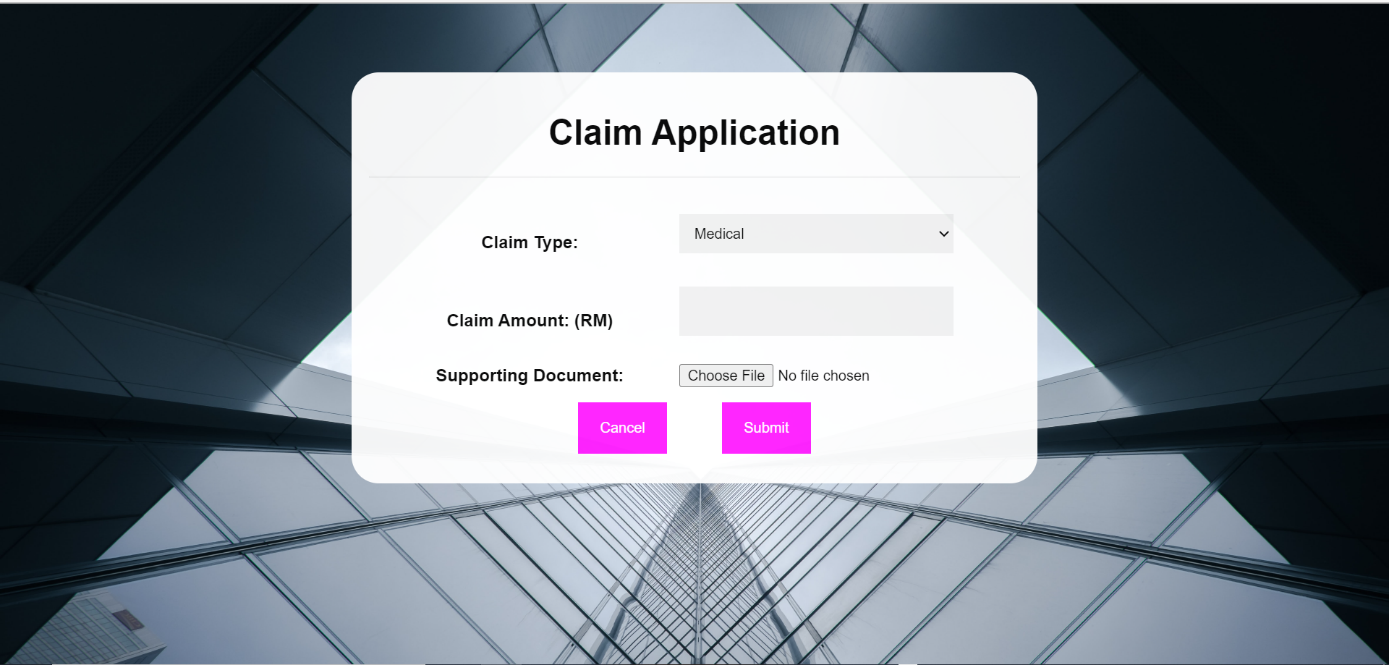 Claim Application
Claim Type: Medical
Claim Amount: (RM)
Supporting Document: Choose File No file chosen
Cancel Submit